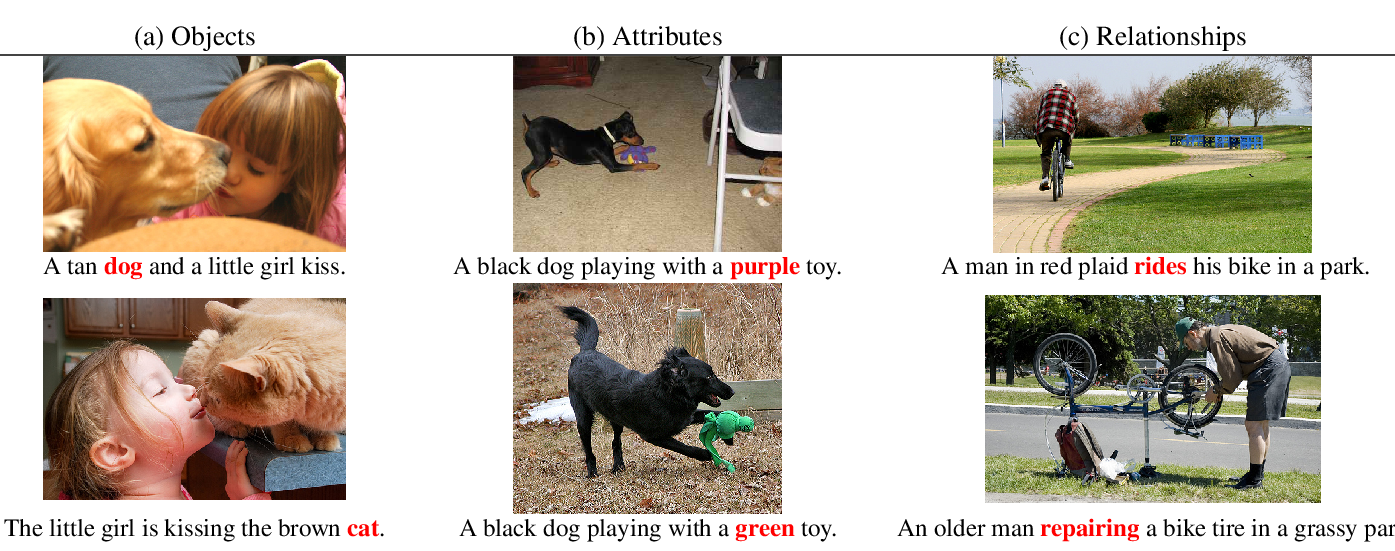 (a) Objects
(b) Attributes
(c) Relationships
A tan dog and a little girl kiss.
A black dog playing with a purple toy.
A man in red plaid rides his bike in a park.
The little girl is kissing the brown cat.
A black dog playing with a green toy.
An older man repairing a bike tire in a grassy par